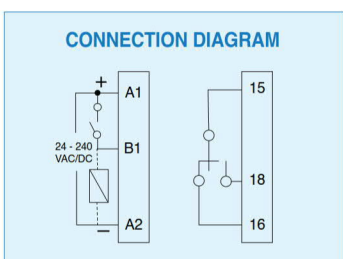 CONNECTION DIAGRAM
+
A1
15
24 - 240
VAC/DC
B1
18
A2
16
–